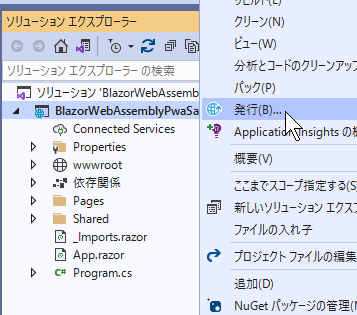 ソリューション エクスプローラー
ソリューション エクスプローラー の検索
ソリューション 'BlazorWebAssemb
BlazorWebAssemblyPwaSa
Connected Services
Properties
wwwroot
依存関係
Pages
Shared
_Imports.razor
App.razor
Program.cs
クリーン(N)
ビュー(W)
分析とコードのクリーンアップ
パック(P)
発行(B)...
Application Insights の
概要(V)
ここまでスコープ指定する(S)
新しいソリューション エクスプ
ファイルの入れ子
プロジェクト ファイルの編集
追加(D)
NuGet パッケージの管理(N